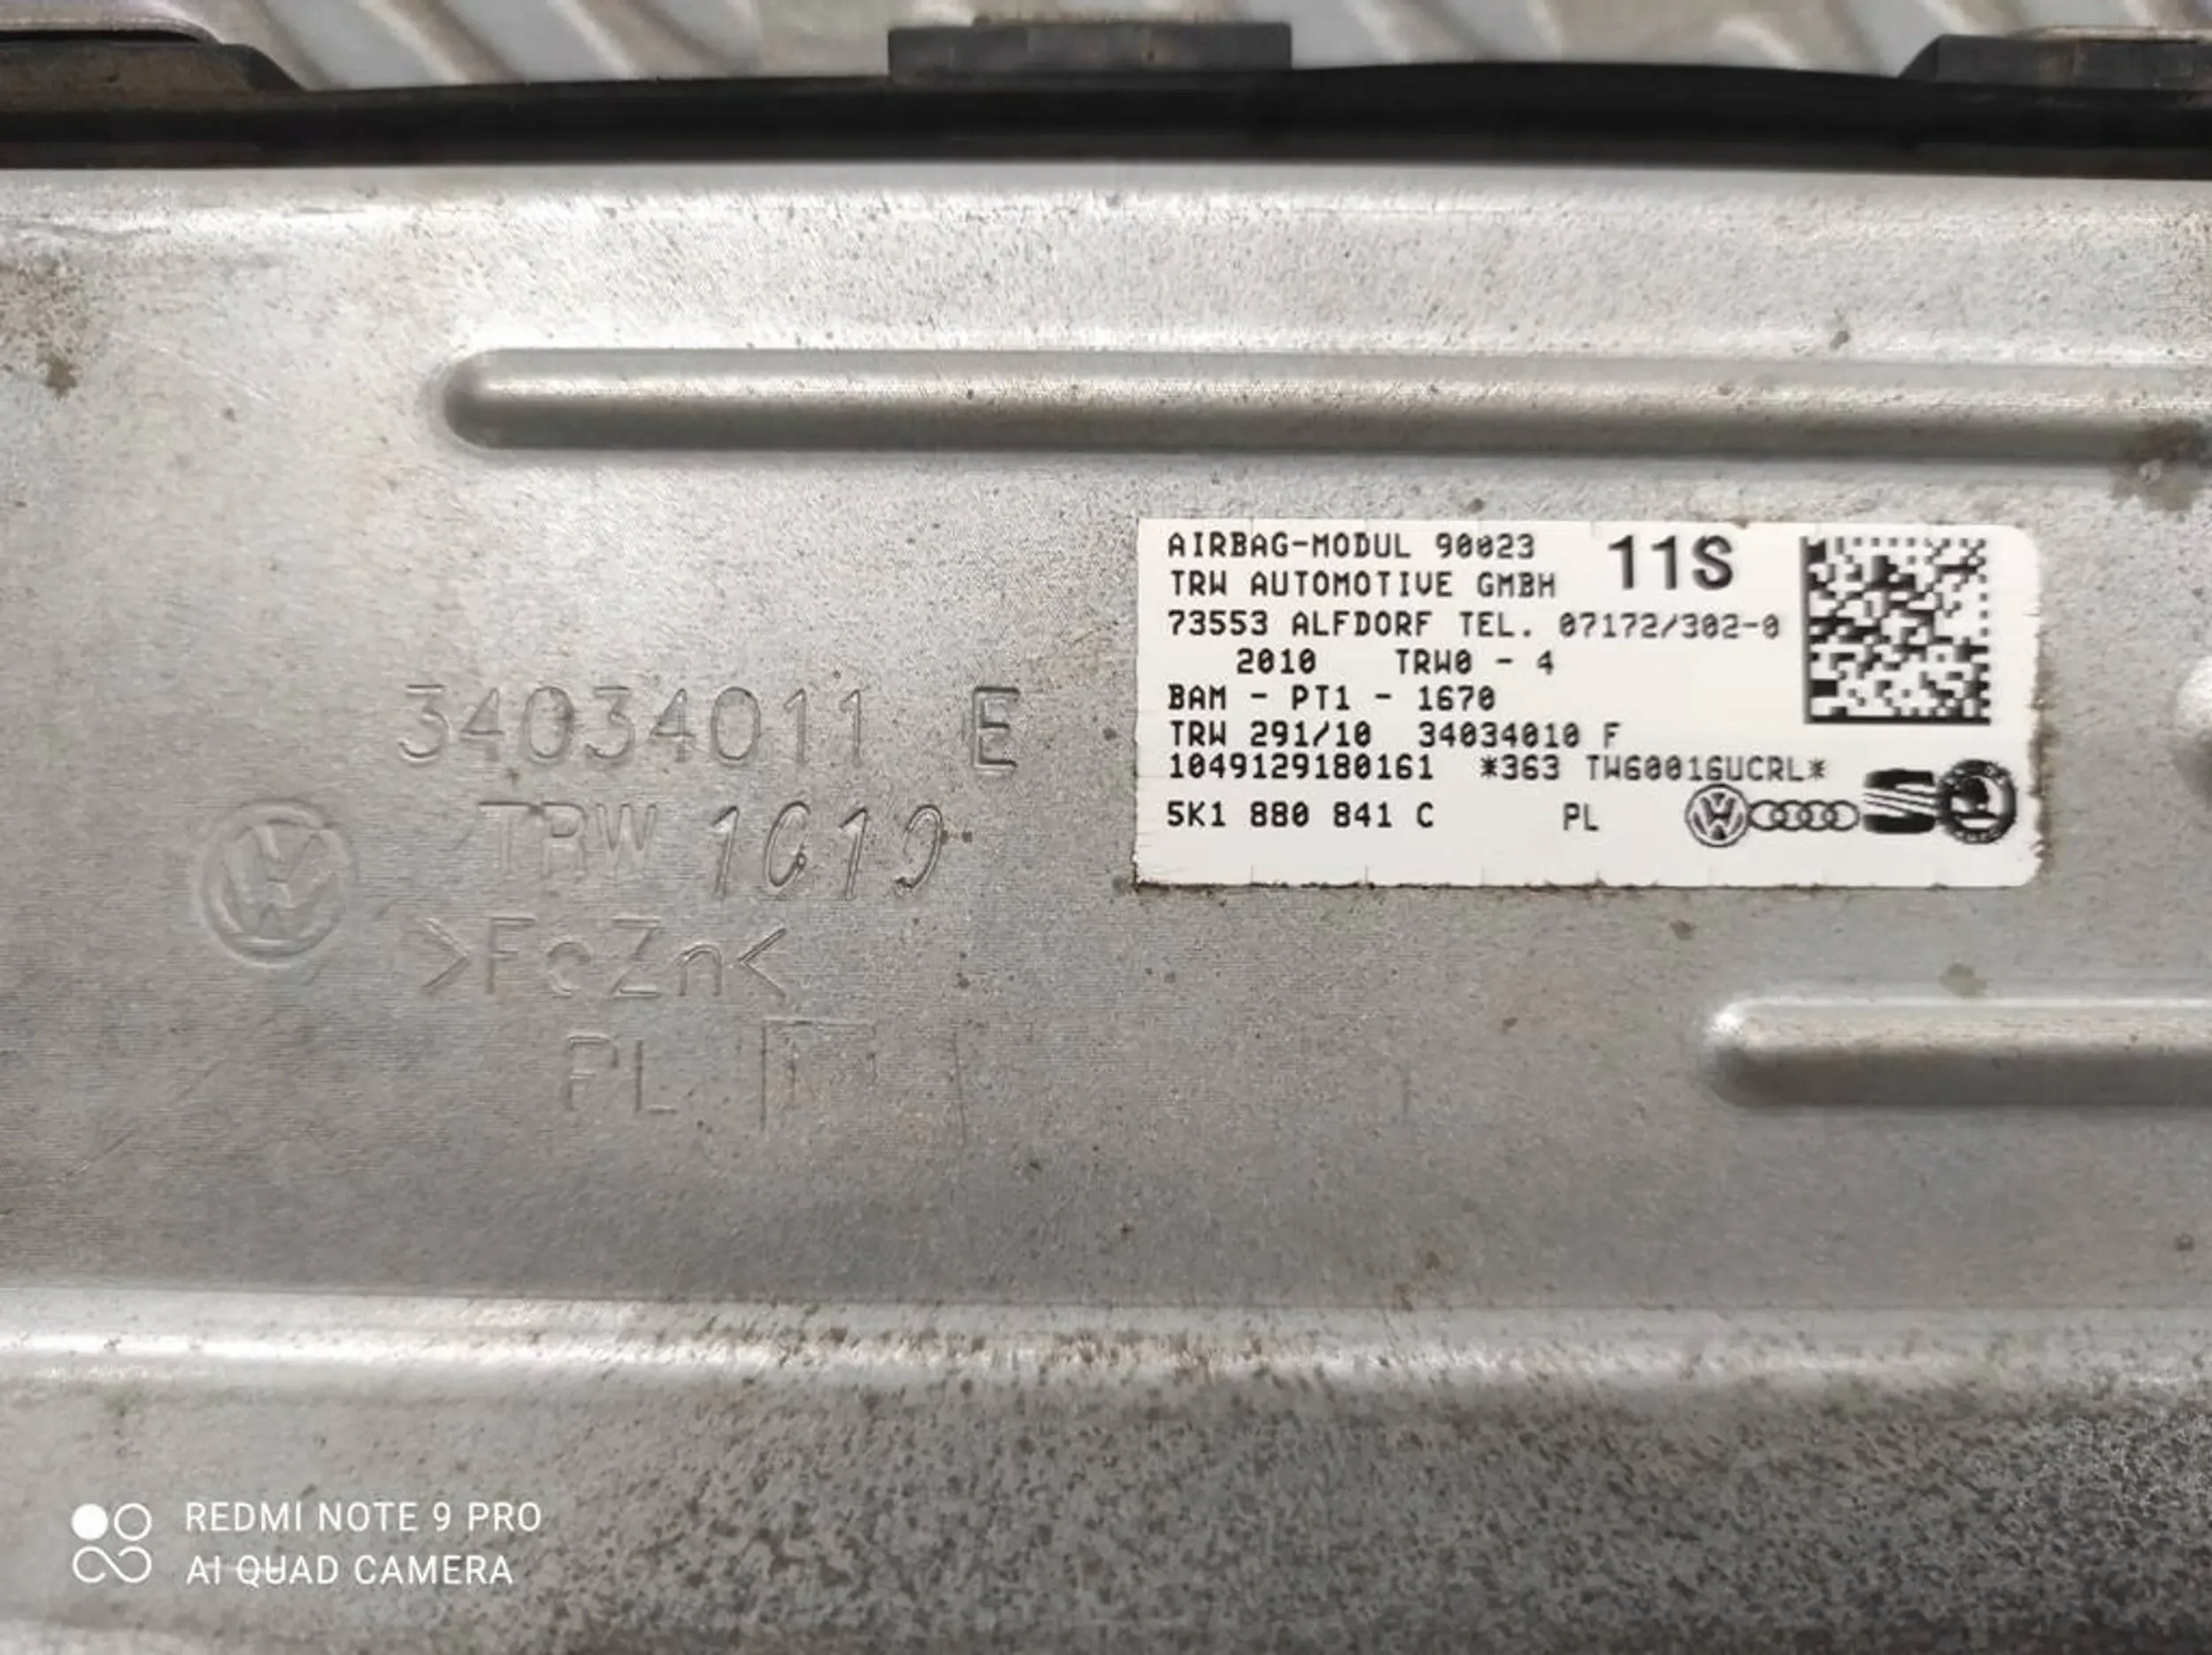 34034011 E
TRW 1G19
>FeZn<
PL
AIRBAG-MODUL 90023 11S
TRW AUTOMOTIVE GMBH
73553 ALFDORF TEL. 07172/302-0
2010 TRW0 - 4
BAM - PT1 - 1670
TRW 291/10 34034010 F
1049129180161 *363 TW60016UCRL*
5K1 880 841 C PL
REDMI NOTE 9 PRO
AI QUAD CAMERA